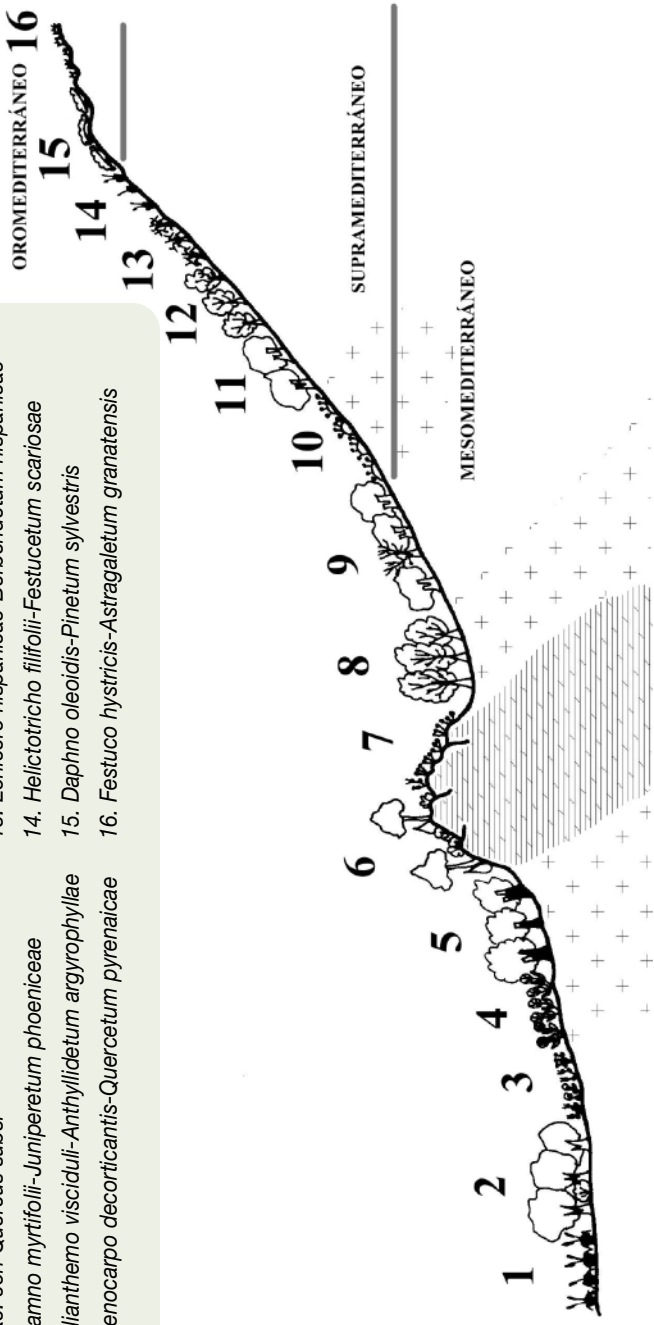 amno myrtifolii-Juniperetum phoeniceae
lianthemo visciduli-Anthyllidetum argyrophyllae
enocarpo decorticantis-Quercetum pyrenaicae
14. Helictotricho filifolii-Festucetum scariosae
15. Daphno oleoidis-Pinetum sylvestris
16. Festuco hystricis-Astragaletum granatensis
OROMEDITERRÁNEO
SUPRAMEDITERRÁNEO
MESOMEDITERRÁNEO
1
2
3
4
5
6
7
8
9
10
11
12
13
14
15
16